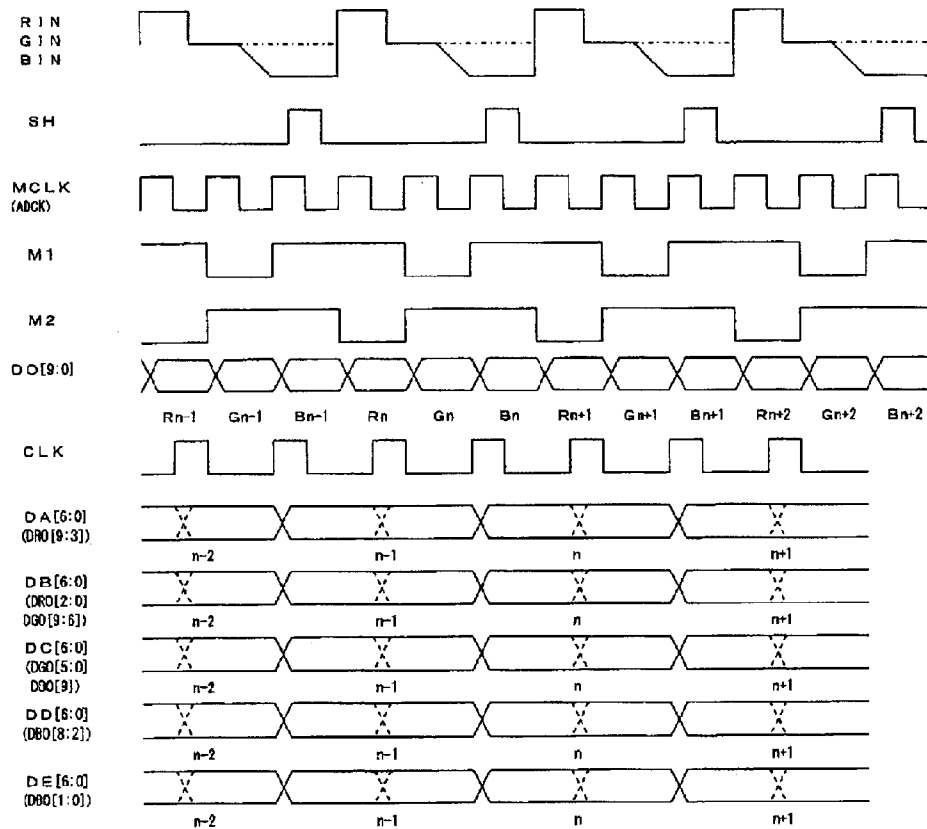 RIN
GIN
BIN
SH
MCLK
(ADCK)
M1
M2
DO[9:0]
Rn-1 Gn-1 Bn-1 Rn Gn Bn Rn+1 Gn+1 Bn+1 Rn+2 Gn+2 Bn+2
CLK
DA[6:0]
(DRO[9:3])
n-2 n-1 n n+1
DB[6:0]
(DRO[2:0]
DGO[9:6])
n-2 n-1 n n+1
DC[6:0]
(DGO[5:0]
DBO[9])
n-2 n-1 n n+1
DD[6:0]
(DBO[8:2])
n-2 n-1 n n+1
DE[6:0]
(DBO[1:0])
n-2 n-1 n n+1